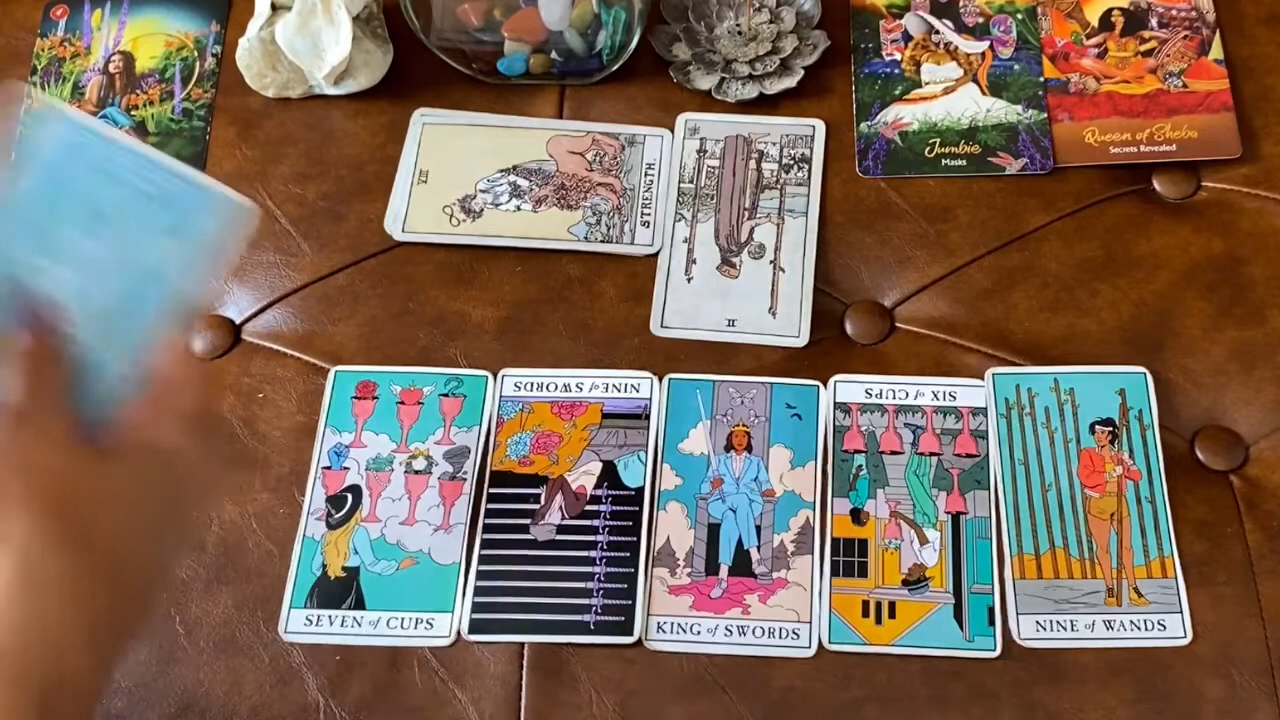 Jumbie
Masks
Queen of Sheba
Secrets Revealed
VIII
STRENGTH.
II
SEVEN of CUPS
NINE of SWORDS
KING of SWORDS
SIX of CUPS
NINE of WANDS